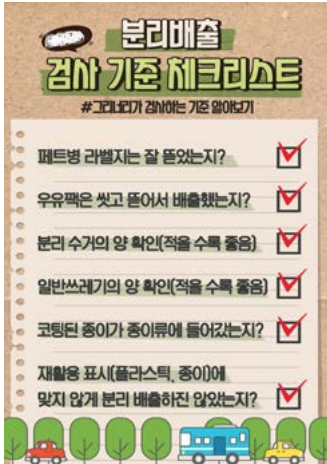 분리배출
검사 기준 체크리스트
#그리너리가 검사하는 기준 알아보기
페트병 라벨지는 잘 뜯었는지?
우유팩은 씻고 뜯어서 배출했는지?
분리 수거의 양 확인(적을 수록 좋음)
일반쓰레기의 양 확인(적을 수록 좋음)
코팅된 종이가 종이류에 들어갔는지?
재활용 표시(플라스틱, 종이)에
맞지 않게 분리 배출하진 않았는지?